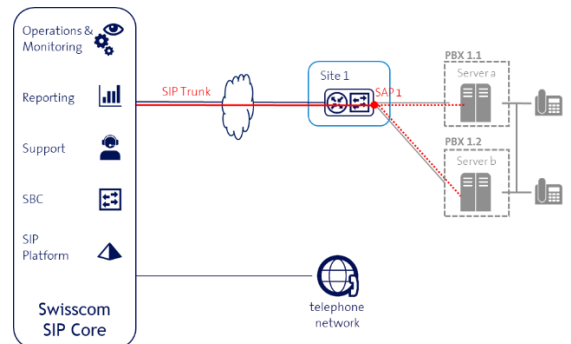 Operations &
Monitoring
Reporting
Support
SBC
SIP
Platform
Swisscom
SIP Core
SIP Trunk
Site 1
SAP 1
PBX 1.1
Server a
PBX 1.2
Server b
telephone
network